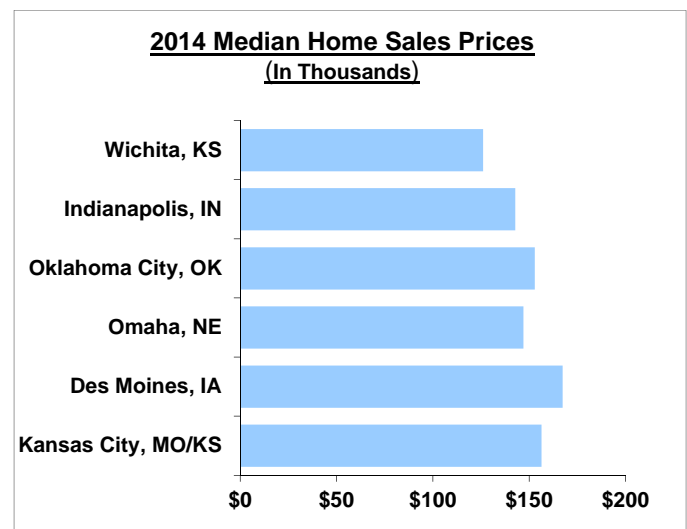 2014 Median Home Sales Prices
(In Thousands)
Wichita, KS
Indianapolis, IN
Oklahoma City, OK
Omaha, NE
Des Moines, IA
Kansas City, MO/KS
$0 $50 $100 $150 $200